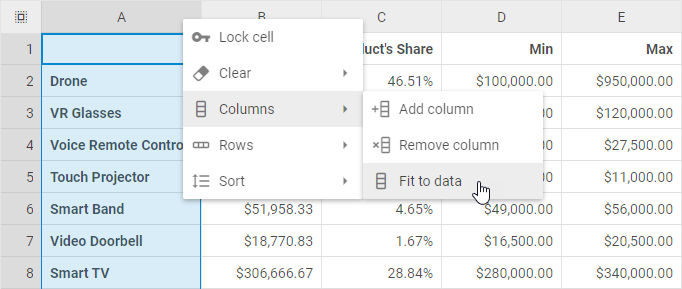 A B C D E
1 Lock cell duct's Share Min Max
2 Drone Clear 46.51% $100,000.00 $950,000.00
3 VR Glasses Columns Add column .00 $120,000.00
4 Voice Remote Contro Rows Remove column .00 $27,500.00
5 Touch Projector Sort Fit to data .00 $11,000.00
6 Smart Band $51,958.33 4.65% $49,000.00 $56,000.00
7 Video Doorbell $18,770.83 1.67% $16,500.00 $20,500.00
8 Smart TV $306,666.67 28.84% $280,000.00 $340,000.00